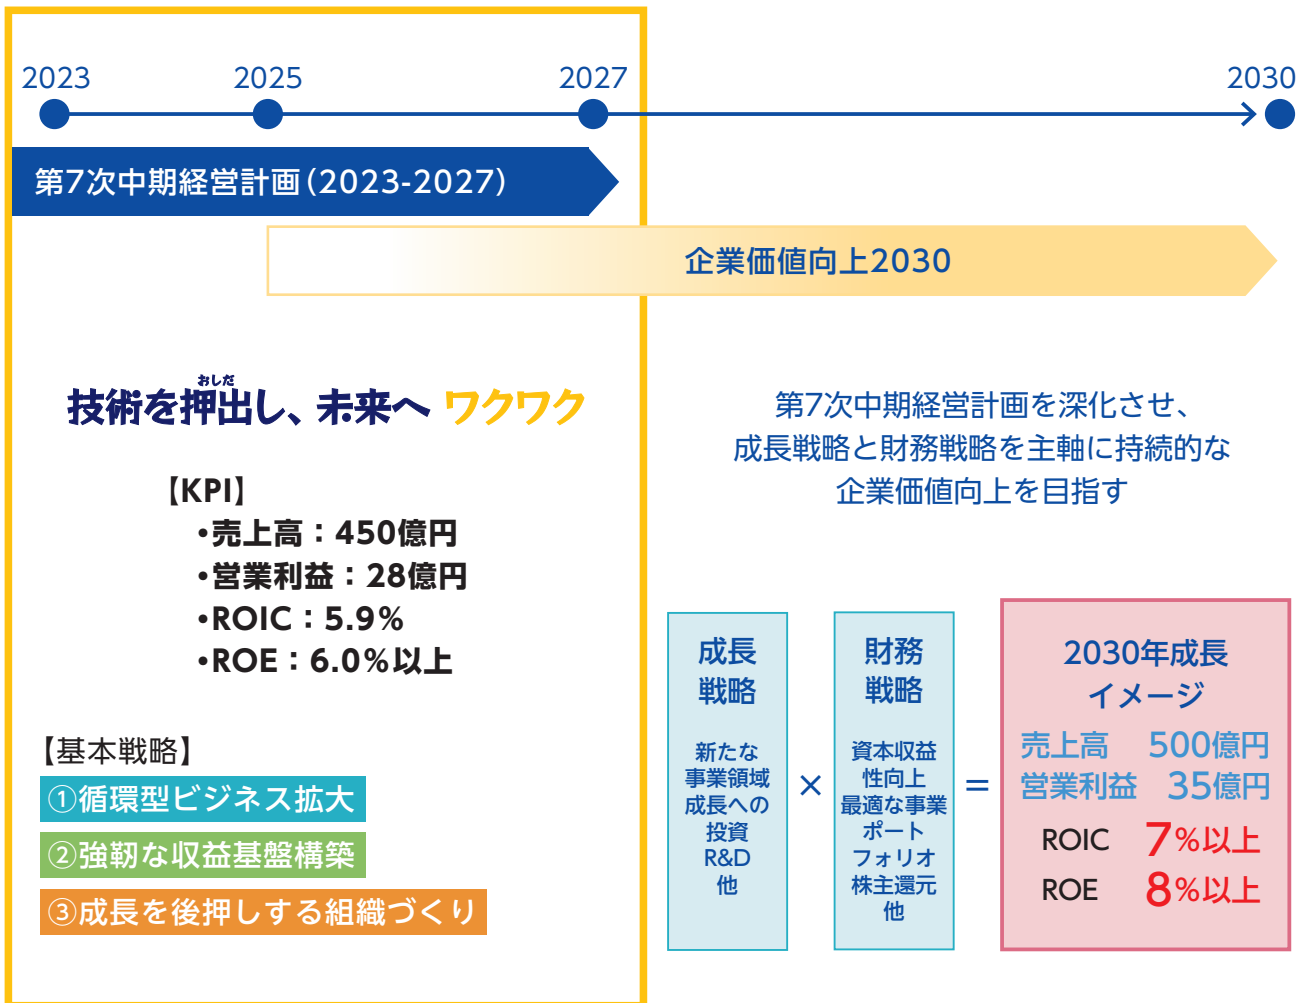 2023 2025 2027 2030
第7次中期経営計画(2023-2027)
企業価値向上2030
おしだ
技術を押出し、未来へ ワクワク
【KPI】
•売上高：450億円
•営業利益：28億円
•ROIC：5.9%
•ROE：6.0%以上
【基本戦略】
①循環型ビジネス拡大
②強靭な収益基盤構築
③成長を後押しする組織づくり
第7次中期経営計画を深化させ、
成長戦略と財務戦略を主軸に持続的な
企業価値向上を目指す
成長
戦略
新たな
事業領域
成長への
投資
R&D
他
×
財務
戦略
資本収益
性向上
最適な事業
ポート
フォリオ
株主還元
他
=
2030年成長
イメージ
売上高 500億円
営業利益 35億円
ROIC 7%以上
ROE 8%以上